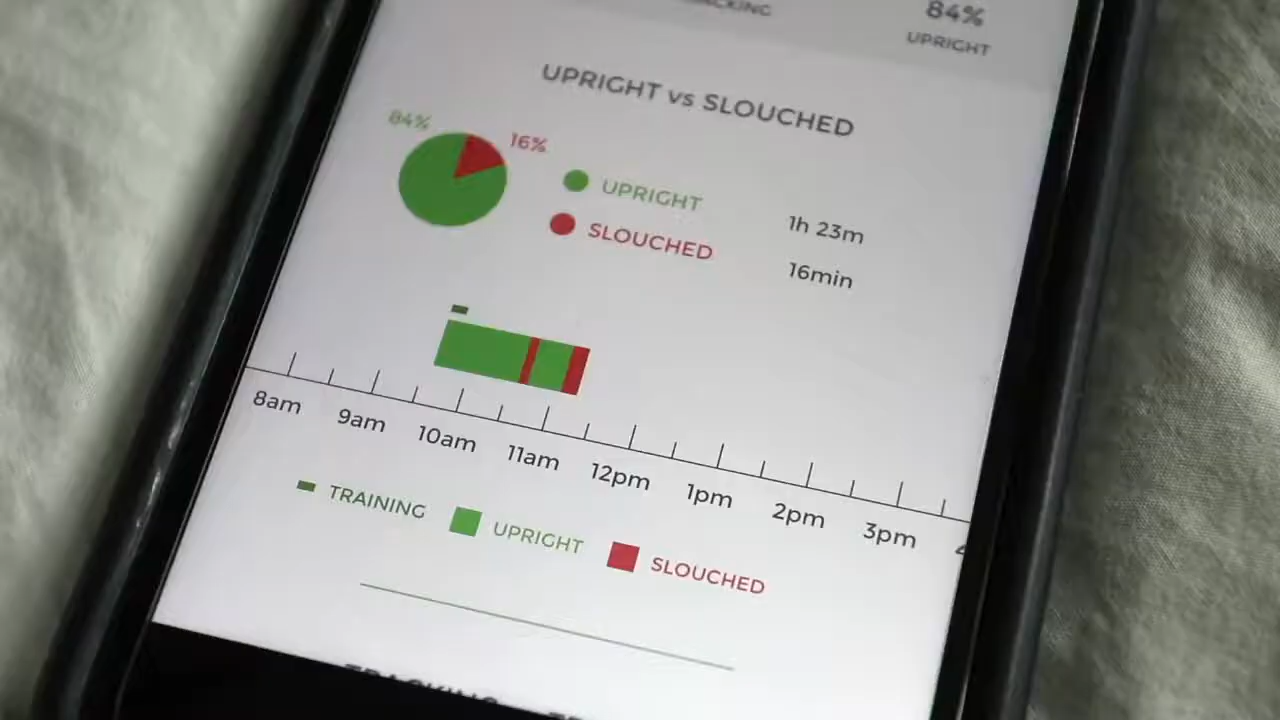 84%
UPRIGHT
UPRIGHT vs SLOUCHED
84%
16%
UPRIGHT 1h 23m
SLOUCHED 16min
8am 9am 10am 11am 12pm 1pm 2pm 3pm
TRAINING UPRIGHT SLOUCHED
TRACKING